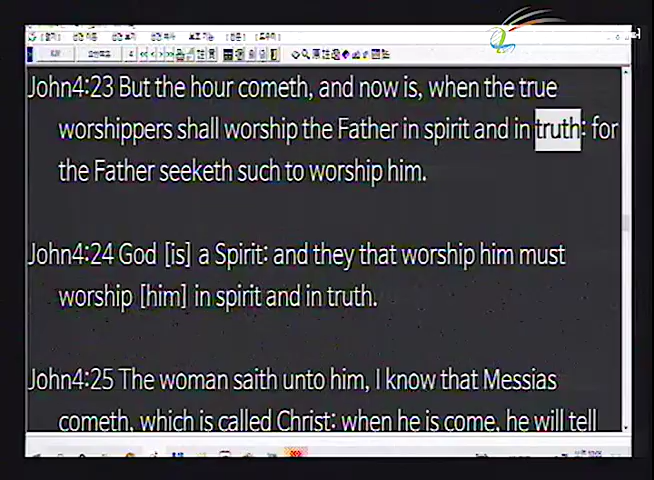 John4:23 But the hour cometh, and now is, when the true
worshippers shall worship the Father in spirit and in truth: for
the Father seeketh such to worship him.
John4:24 God [is] a Spirit: and they that worship him must
worship [him] in spirit and in truth.
John4:25 The woman saith unto him, I know that Messias
cometh, which is called Christ: when he is come, he will tell